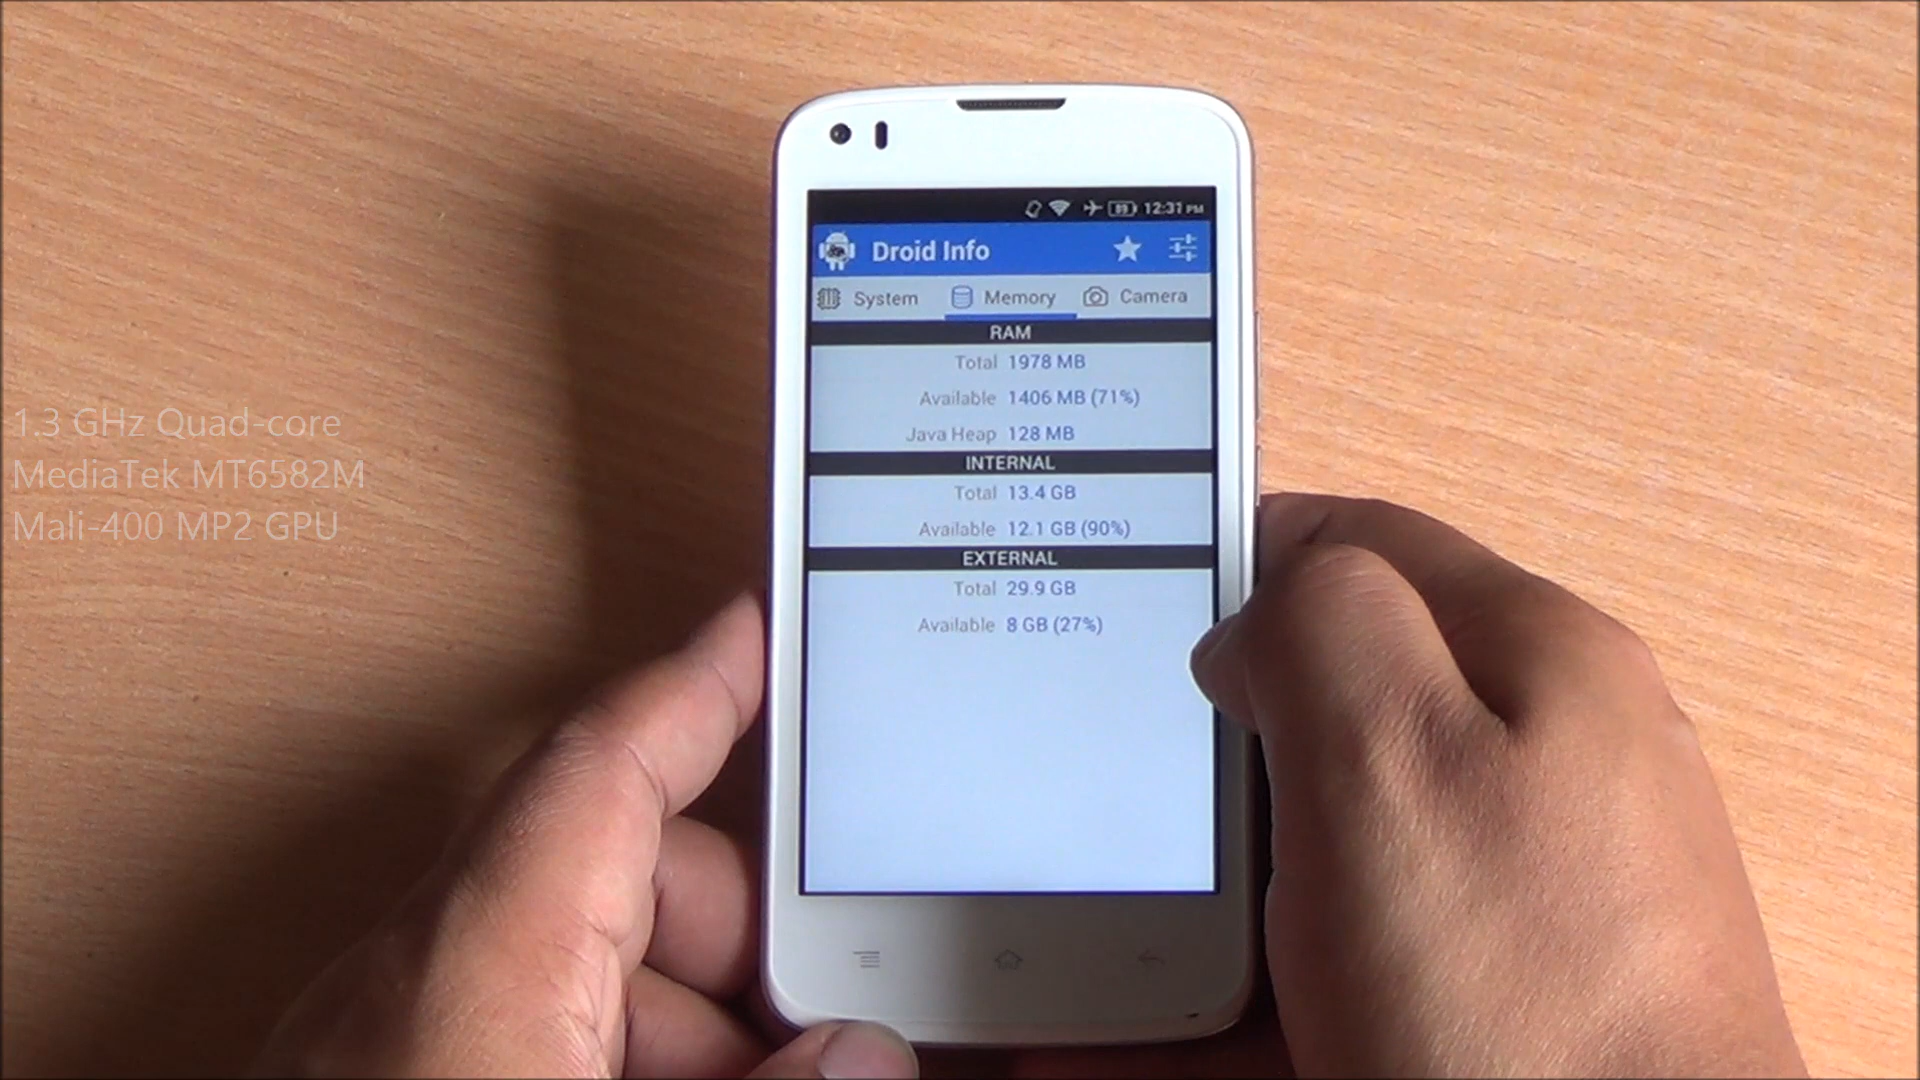 89 12:31 PM
Droid Info
System Memory Camera
RAM
Total 1978 MB
Available 1406 MB (71%)
Java Heap 128 MB
INTERNAL
Total 13.4 GB
Available 12.1 GB (90%)
EXTERNAL
Total 29.9 GB
Available 8 GB (27%)
1.3 GHz Quad-core
MediaTek MT6582M
Mali-400 MP2 GPU